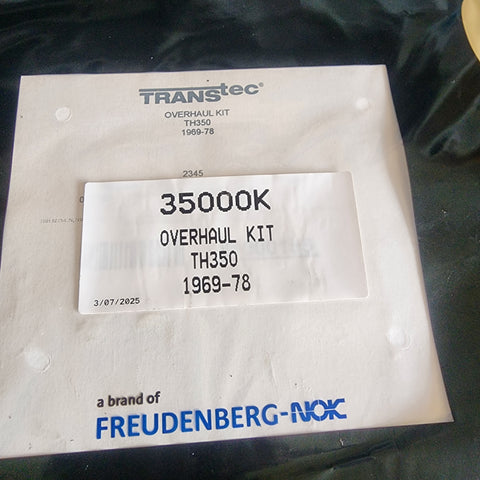 TRANStec®
OVERHAUL KIT
TH350
1969-78
2345
35000K
OVERHAUL KIT
TH350
1969-78
3/07/2025
a brand of
FREUDENBERG-NOK